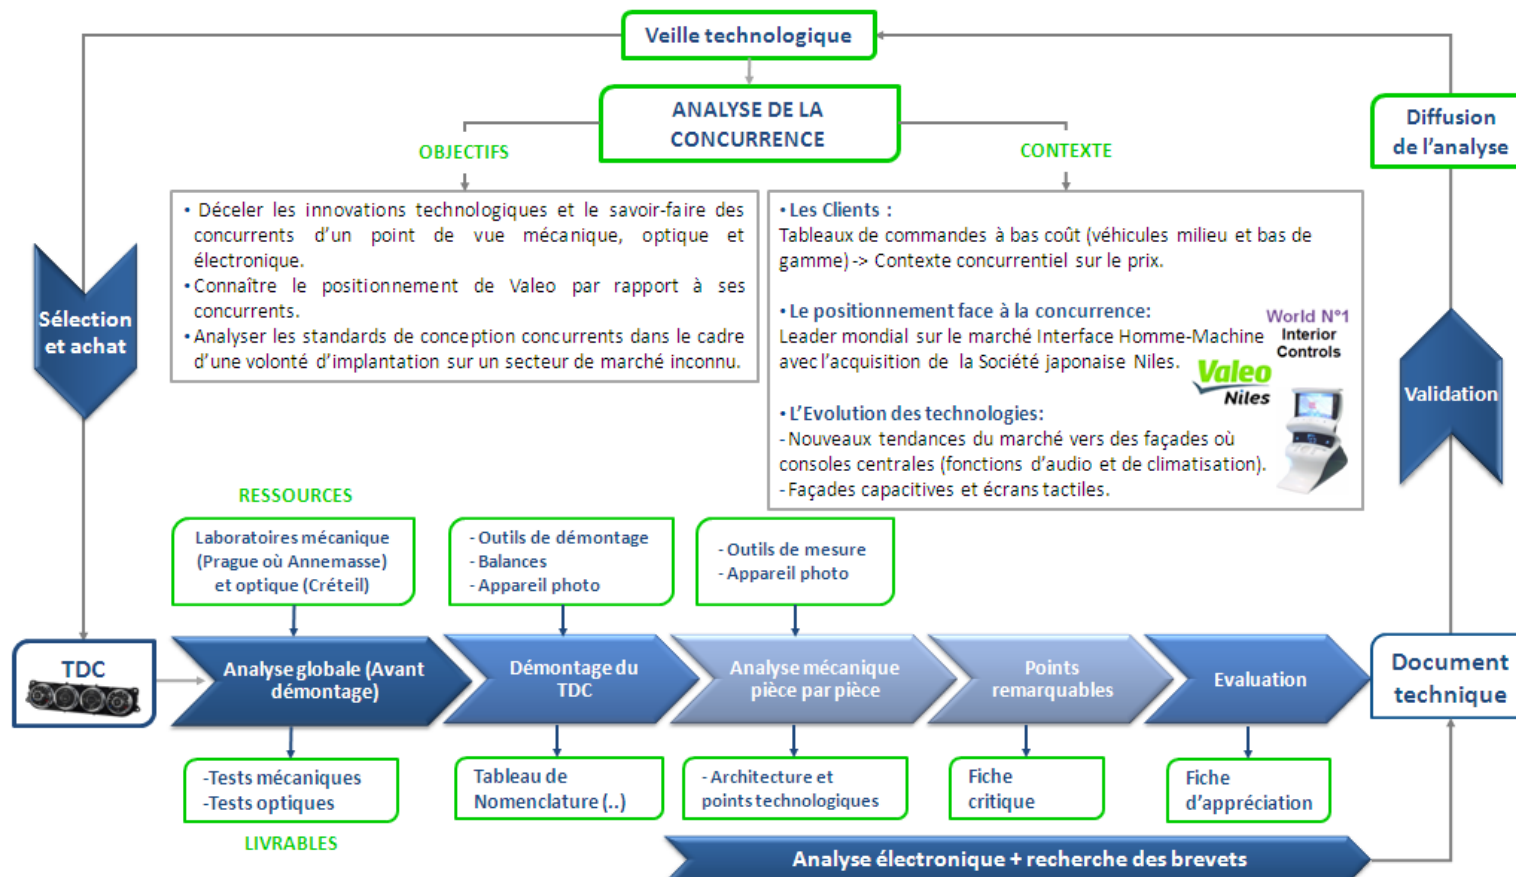 Veille technologique
ANALYSE DE LA
CONCURRENCE
OBJECTIFS
CONTEXTE
Diffusion
de l'analyse
• Déceler les innovations technologiques et le savoir-faire des
concurrents d'un point de vue mécanique, optique et
électronique.
• Connaître le positionnement de Valeo par rapport à ses
concurrents.
• Analyser les standards de conception concurrents dans le cadre
d'une volonté d'implantation sur un secteur de marché inconnu.
• Les Clients :
Tableaux de commandes à bas coût (véhicules milieu et bas de
gamme) -> Contexte concurrentiel sur le prix.
• Le positionnement face à la concurrence:
Leader mondial sur le marché Interface Homme-Machine
avec l'acquisition de la Société japonaise Niles.
World N°1
Interior
Controls
Valeo
Niles
• L'Evolution des technologies:
- Nouveaux tendances du marché vers des façades où
consoles centrales (fonctions d'audio et de climatisation).
- Façades capacitives et écrans tactiles.
Sélection
et achat
Validation
RESSOURCES
Laboratoires mécanique
(Prague où Annemasse)
et optique (Créteil)
- Outils de démontage
- Balances
- Appareil photo
- Outils de mesure
- Appareil photo
TDC
Analyse globale (Avant
démontage)
Démontage du
TDC
Analyse mécanique
pièce par pièce
Points
remarquables
Evaluation
Document
technique
-Tests mécaniques
-Tests optiques
Tableau de
Nomenclature (..)
- Architecture et
points technologiques
Fiche
critique
Fiche
d'appréciation
LIVRABLES
Analyse électronique + recherche des brevets